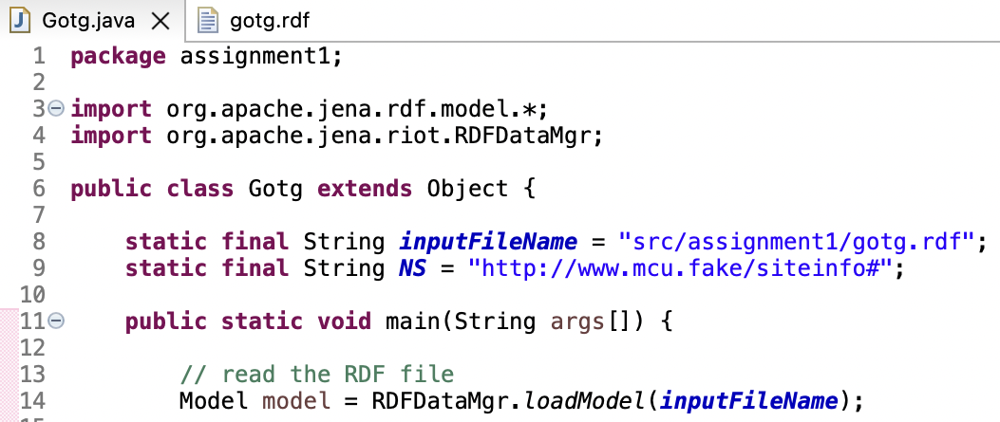 Gotg.java
gotg.rdf
1 package assignment1;
2
3 import org.apache.jena.rdf.model.*;
4 import org.apache.jena.riot.RDFDataMgr;
5
6 public class Gotg extends Object {
7
8 static final String inputFileName = "src/assignment1/gotg.rdf";
9 static final String NS = "http://www.mcu.fake/siteinfo#";
10
11 public static void main(String args[]) {
12
13 // read the RDF file
14 Model model = RDFDataMgr.loadModel(inputFileName);